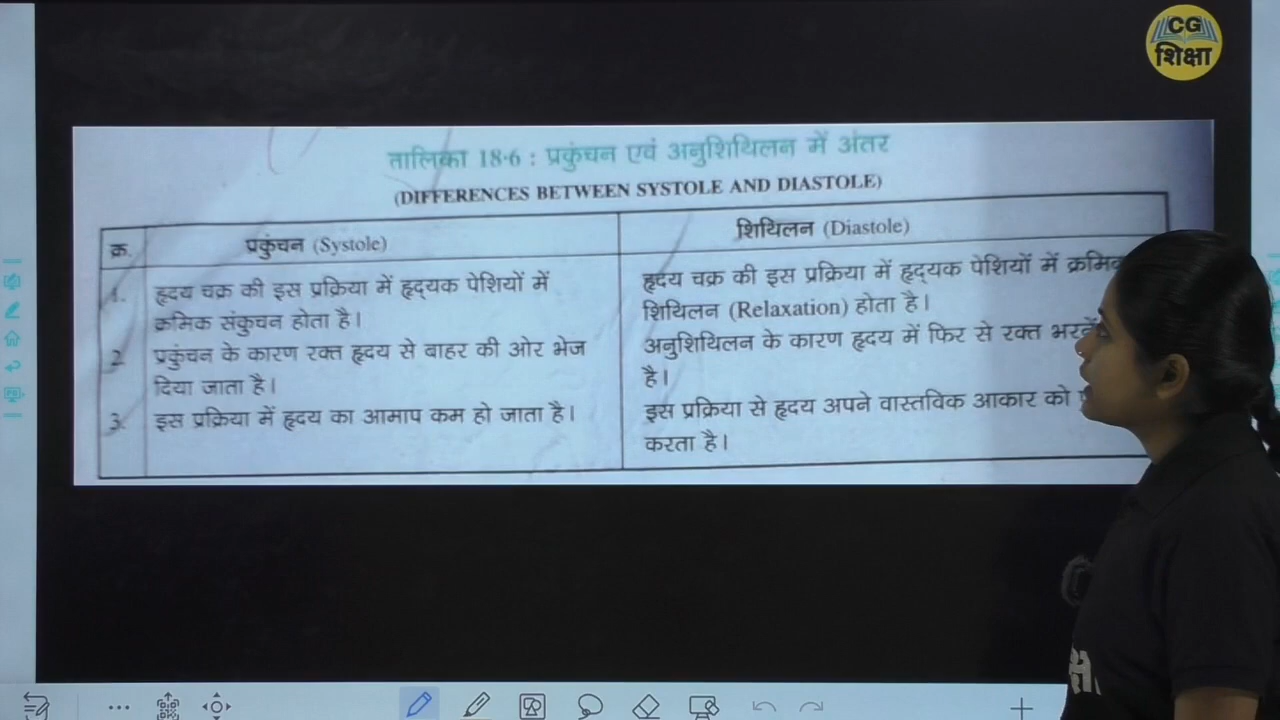 CG
शिक्षा
तालिका 18·6 : प्रकुंचन एवं अनुशिथिलन में अंतर
(DIFFERENCES BETWEEN SYSTOLE AND DIASTOLE)
क्र. प्रकुंचन (Systole) शिथिलन (Diastole)
1. हृदय चक्र की इस प्रक्रिया में हृद्यक पेशियों में
क्रमिक संकुचन होता है।
2. प्रकुंचन के कारण रक्त हृदय से बाहर की ओर भेज
दिया जाता है।
3. इस प्रक्रिया में हृदय का आमाप कम हो जाता है।
हृदय चक्र की इस प्रक्रिया में हृद्यक पेशियों में क्रमिक
शिथिलन (Relaxation) होता है।
अनुशिथिलन के कारण हृदय में फिर से रक्त
है।
इस प्रक्रिया से हृदय अपने वास्तविक आकार को
करता है।